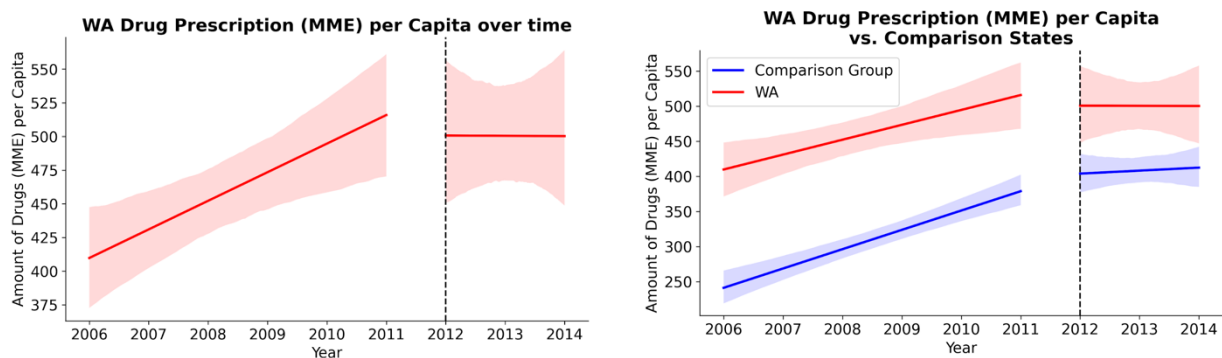 WA Drug Prescription (MME) per Capita over time
Amount of Drugs (MME) per Capita
550
525
500
475
450
425
400
375
2006 2007 2008 2009 2010 2011 2012 2013 2014
Year
WA Drug Prescription (MME) per Capita
vs. Comparison States
Amount of Drugs (MME) per Capita
550
500
450
400
350
300
250
Comparison Group
WA
2006 2007 2008 2009 2010 2011 2012 2013 2014
Year